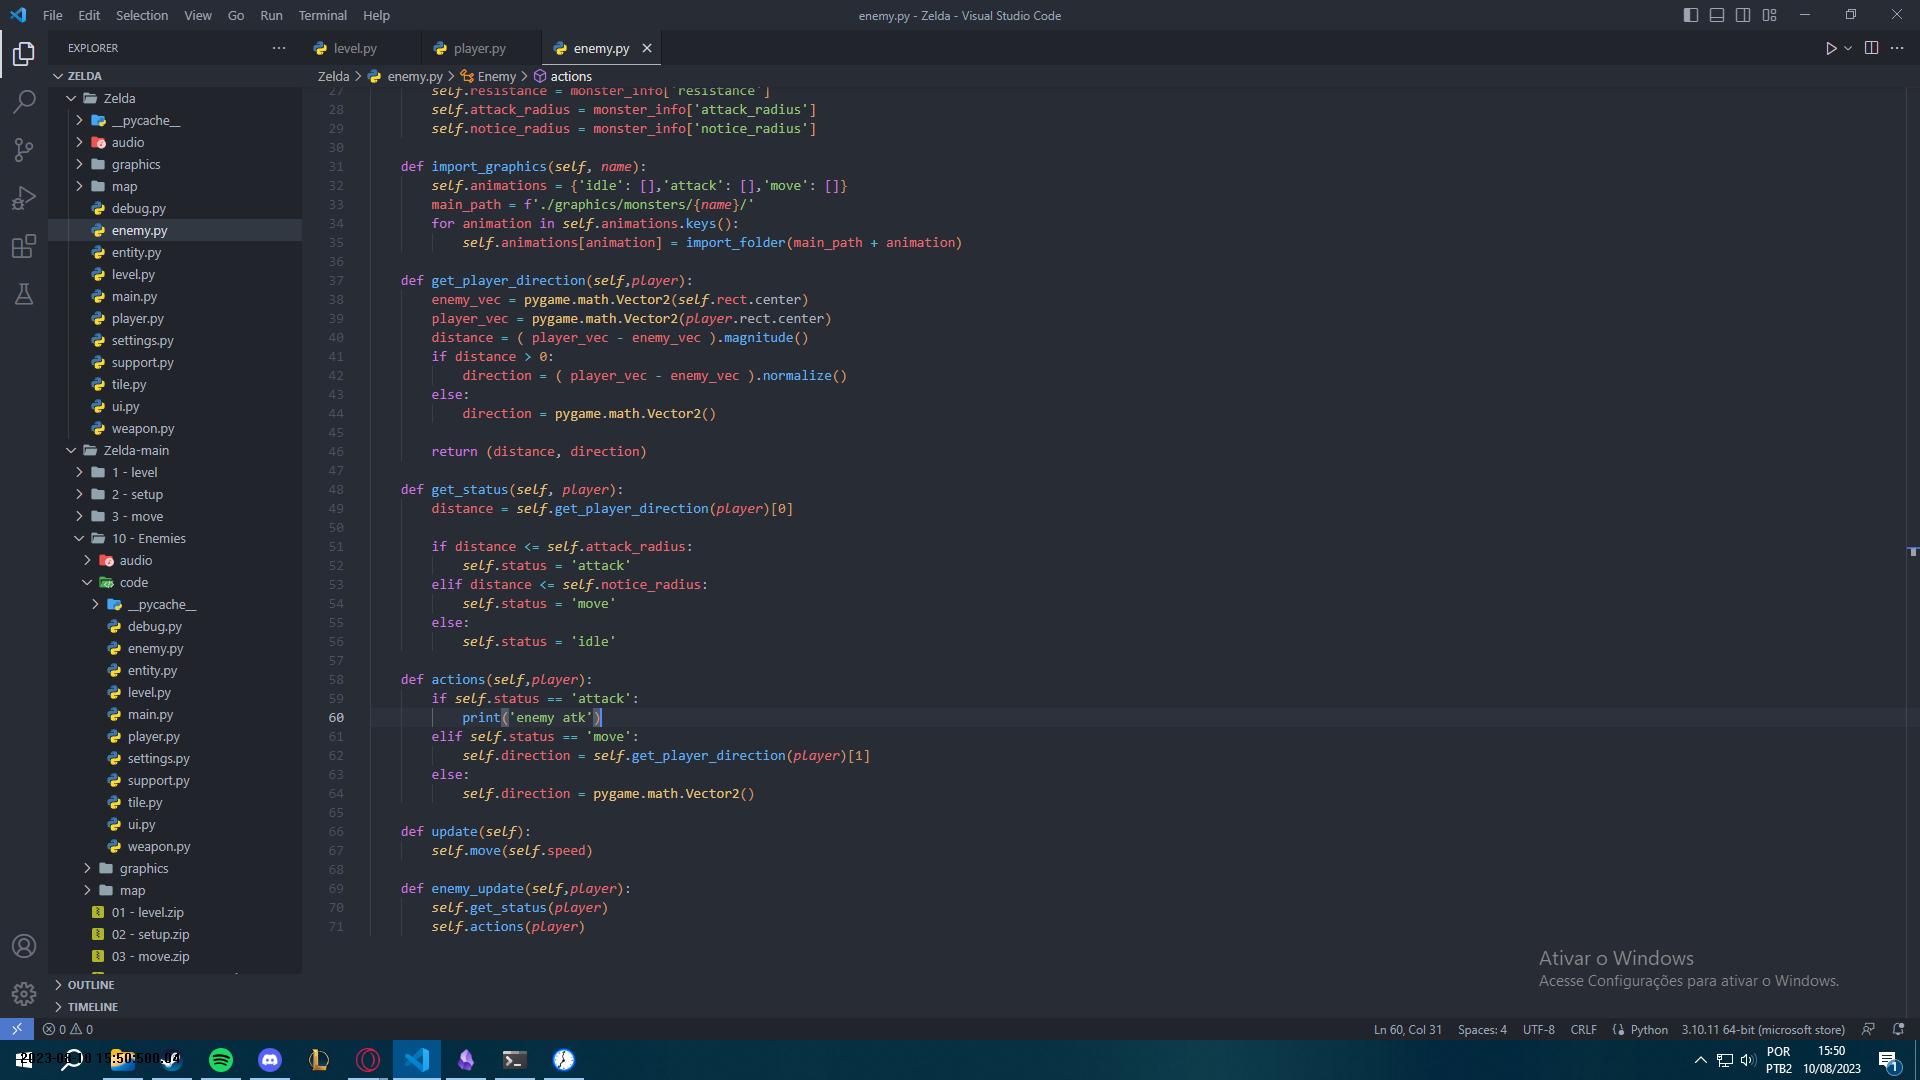 File Edit Selection View Go Run Terminal Help
enemy.py - Zelda - Visual Studio Code
EXPLORER
level.py
player.py
enemy.py
ZELDA
Zelda > enemy.py > Enemy > actions
Zelda
__pycache__
audio
graphics
map
debug.py
enemy.py
entity.py
level.py
main.py
player.py
settings.py
support.py
tile.py
ui.py
weapon.py
Zelda-main
1 - level
2 - setup
3 - move
10 - Enemies
audio
code
__pycache__
debug.py
enemy.py
entity.py
level.py
main.py
player.py
settings.py
support.py
tile.py
ui.py
weapon.py
graphics
map
01 - level.zip
02 - setup.zip
03 - move.zip
OUTLINE
TIMELINE
27 self.resistance = monster_info['resistance']
28 self.attack_radius = monster_info['attack_radius']
29 self.notice_radius = monster_info['notice_radius']
30
31 def import_graphics(self, name):
32 self.animations = {'idle': [],'attack': [],'move': []}
33 main_path = f'./graphics/monsters/{name}/'
34 for animation in self.animations.keys():
35 self.animations[animation] = import_folder(main_path + animation)
36
37 def get_player_direction(self,player):
38 enemy_vec = pygame.math.Vector2(self.rect.center)
39 player_vec = pygame.math.Vector2(player.rect.center)
40 distance = ( player_vec - enemy_vec ).magnitude()
41 if distance > 0:
42 direction = ( player_vec - enemy_vec ).normalize()
43 else:
44 direction = pygame.math.Vector2()
45
46 return (distance, direction)
47
48 def get_status(self, player):
49 distance = self.get_player_direction(player)[0]
50
51 if distance <= self.attack_radius:
52 self.status = 'attack'
53 elif distance <= self.notice_radius:
54 self.status = 'move'
55 else:
56 self.status = 'idle'
57
58 def actions(self,player):
59 if self.status == 'attack':
60 print('enemy atk')
61 elif self.status == 'move':
62 self.direction = self.get_player_direction(player)[1]
63 else:
64 self.direction = pygame.math.Vector2()
65
66 def update(self):
67 self.move(self.speed)
68
69 def enemy_update(self,player):
70 self.get_status(player)
71 self.actions(player)
Ativar o Windows
Acesse Configurações para ativar o Windows.
0 0
Ln 60, Col 31 Spaces: 4 UTF-8 CRLF Python 3.10.11 64-bit (microsoft store)
POR
PTB2
15:50
10/08/2023
1